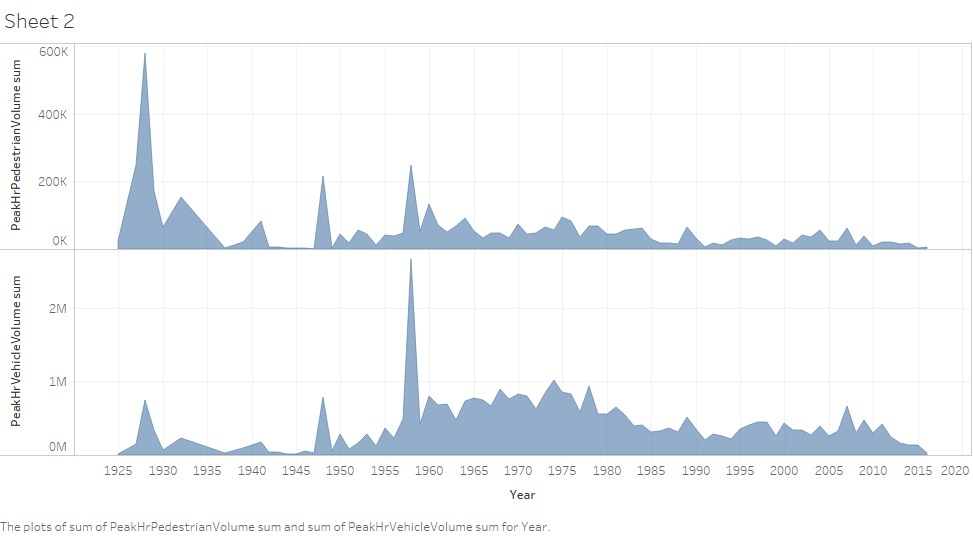 Sheet 2
600K
400K
200K
0K
PeakHrPedestrianVolume sum
2M
1M
0M
PeakHrVehicleVolume sum
1925 1930 1935 1940 1945 1950 1955 1960 1965 1970 1975 1980 1985 1990 1995 2000 2005 2010 2015 2020
Year
The plots of sum of PeakHrPedestrianVolume sum and sum of PeakHrVehicleVolume sum for Year.